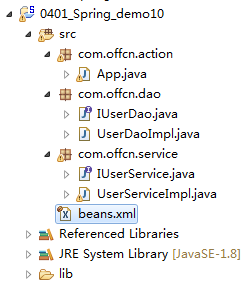 0401_Spring_demo10
src
com.offcn.action
App.java
com.offcn.dao
IUserDao.java
UserDaoImpl.java
com.offcn.service
IUserService.java
UserServiceImpl.java
beans.xml
Referenced Libraries
JRE System Library [JavaSE-1.8]
lib